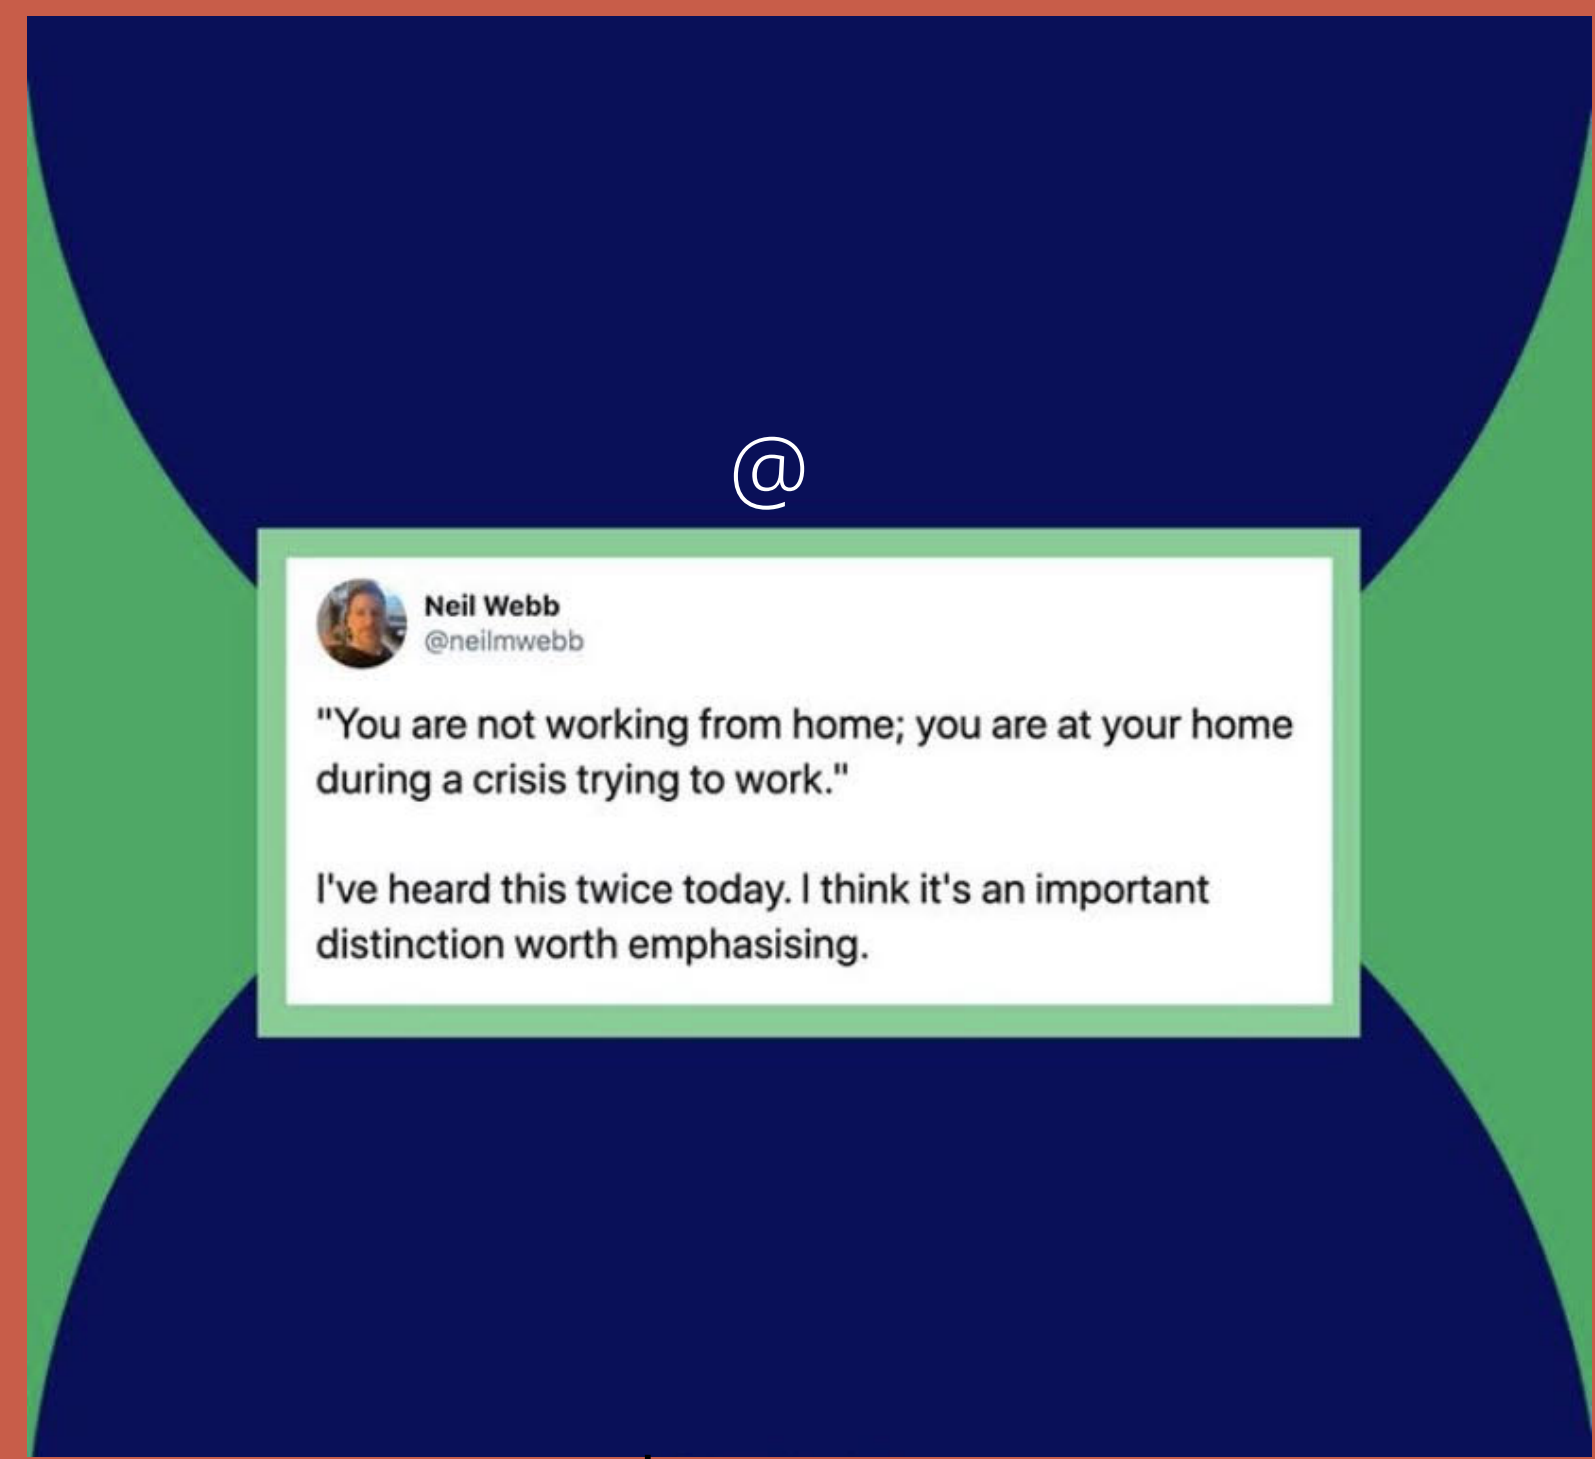 @
Neil Webb
@neilmwebb
"You are not working from home; you are at your home
during a crisis trying to work."
I've heard this twice today. I think it's an important
distinction worth emphasising.